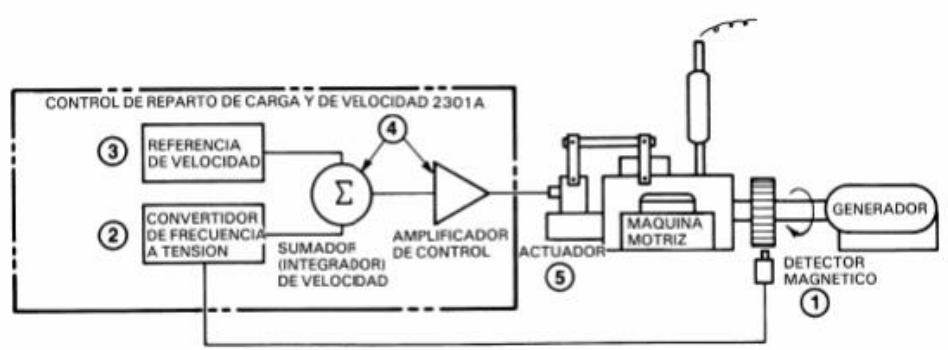 CONTROL DE REPARTO DE CARGA Y DE VELOCIDAD 2301A
4
3
REFERENCIA
DE VELOCIDAD
Σ
2
CONVERTIDOR
DE FRECUENCIA
A TENSION
SUMADOR
(INTEGRADOR)
DE VELOCIDAD
AMPLIFICADOR
DE CONTROL
ACTUADOR
5
MAQUINA
MOTRIZ
GENERADOR
DETECTOR
MAGNETICO
1